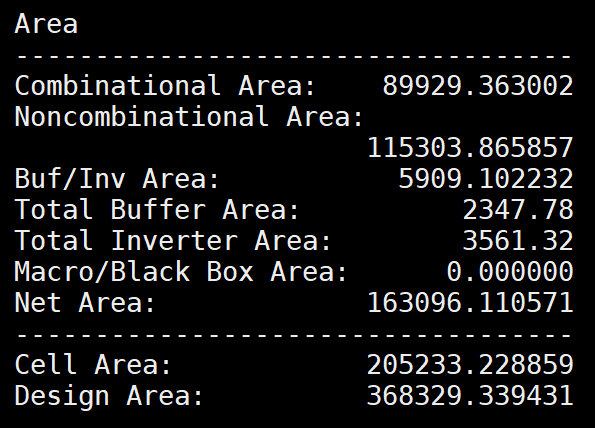 Area
-----------------------------------
Combinational Area:    89929.363002
Noncombinational Area:
                      115303.865857
Buf/Inv Area:           5909.102232
Total Buffer Area:          2347.78
Total Inverter Area:        3561.32
Macro/Black Box Area:      0.000000
Net Area:             163096.110571
-----------------------------------
Cell Area:            205233.228859
Design Area:          368329.339431